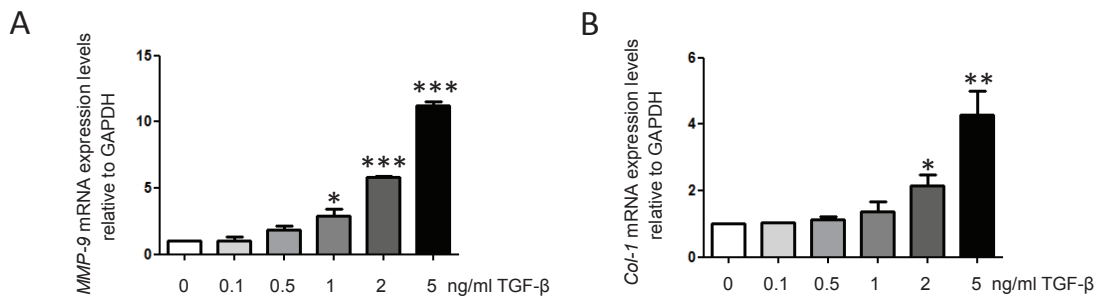 A
MMP-9 mRNA expression levels
relative to GAPDH
15
10
5
0
*
***
***
0 0.1 0.5 1 2 5 ng/ml TGF-β
B
Col-1 mRNA expression levels
relative to GAPDH
6
4
2
0
*
**
0 0.1 0.5 1 2 5 ng/ml TGF-β